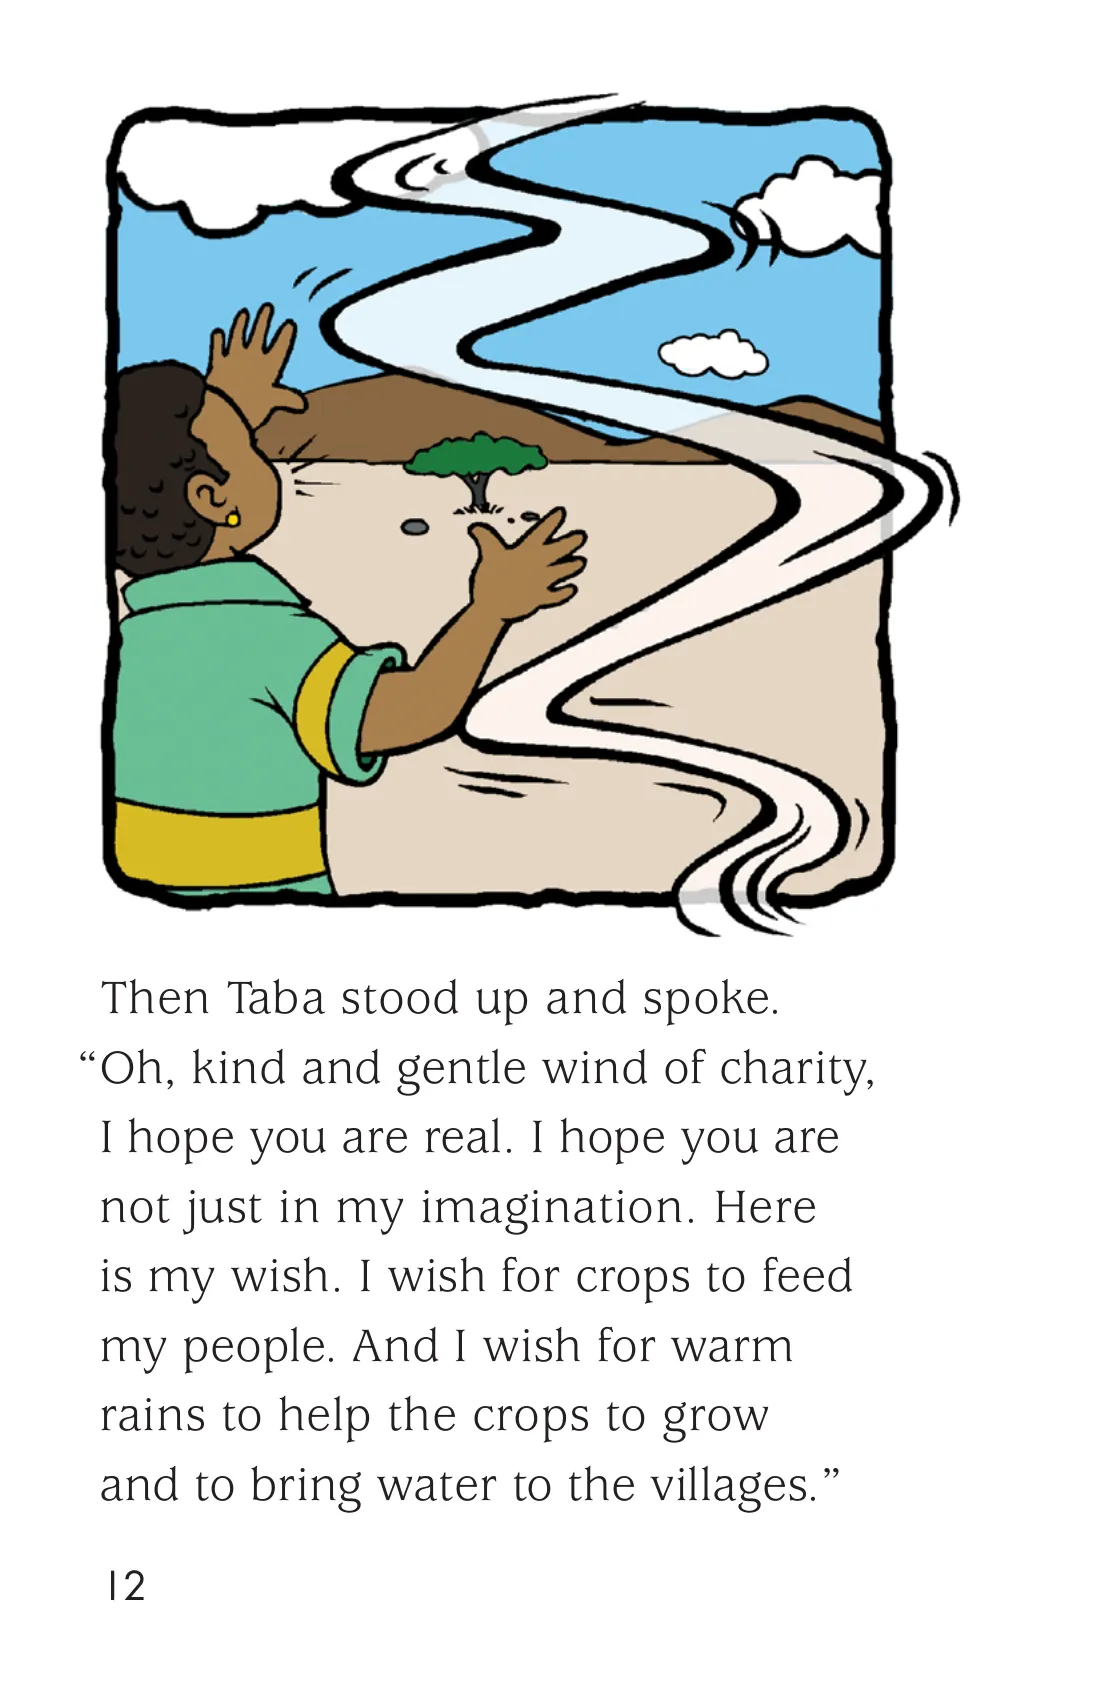 Then Taba stood up and spoke.
“Oh, kind and gentle wind of charity,
I hope you are real. I hope you are
not just in my imagination. Here
is my wish. I wish for crops to feed
my people. And I wish for warm
rains to help the crops to grow
and to bring water to the villages.”
12